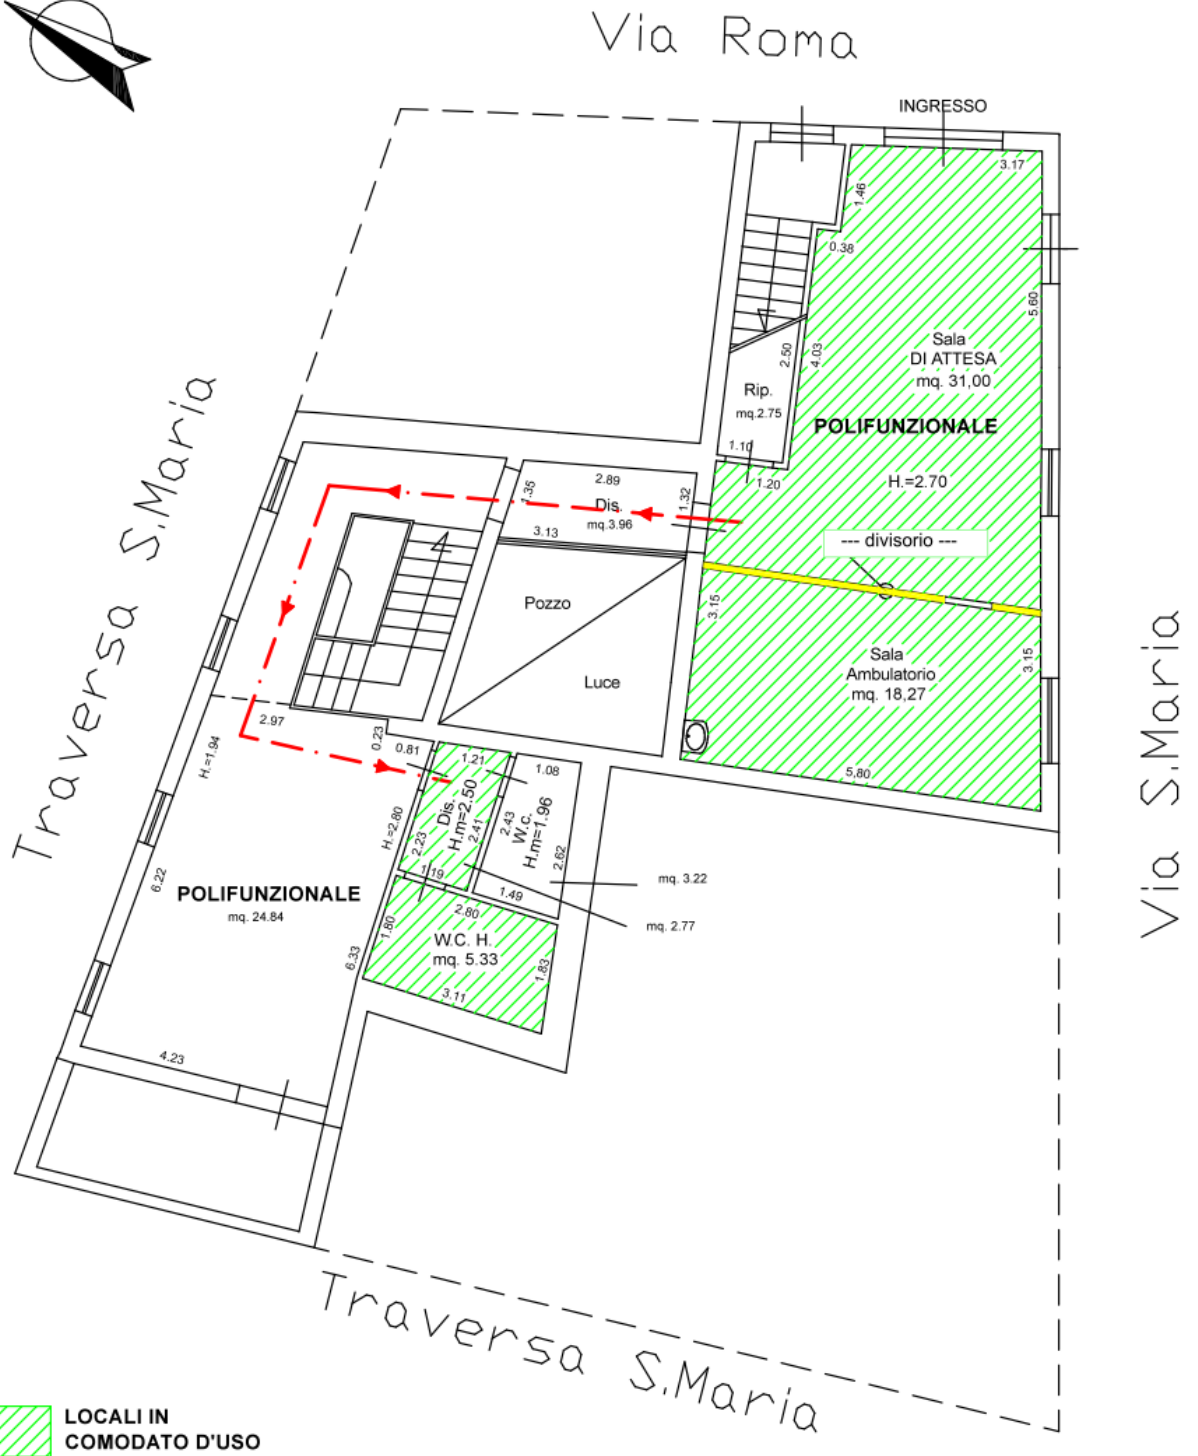 Via Roma
INGRESSO
3.17
1.46
0.38
5.60
Sala
DI ATTESA
mq. 31,00
2.50
4.03
Rip.
mq.2.75
POLIFUNZIONALE
1.10
1.20
H.=2.70
2.89
1.35
1.32
Dis.
mq.3.96
3.13
--- divisorio ---
Traversa S.Maria
Pozzo
Luce
3.15
3.15
Sala
Ambulatorio
mq. 18,27
5,80
Via S.Maria
2.97
0.23
0.81
H.=1.94
1.21
1.08
Dis.
H.m=2.50
W.c.
H.m=1.96
H.=2.80
2.23
2.41
2.43
2.62
1.19
1.49
mq. 3.22
mq. 2.77
6.22
POLIFUNZIONALE
mq. 24.84
2.80
1.80
W.C. H.
mq. 5.33
1.83
6.33
3.11
4.23
Traversa S.Maria
LOCALI IN
COMODATO D'USO